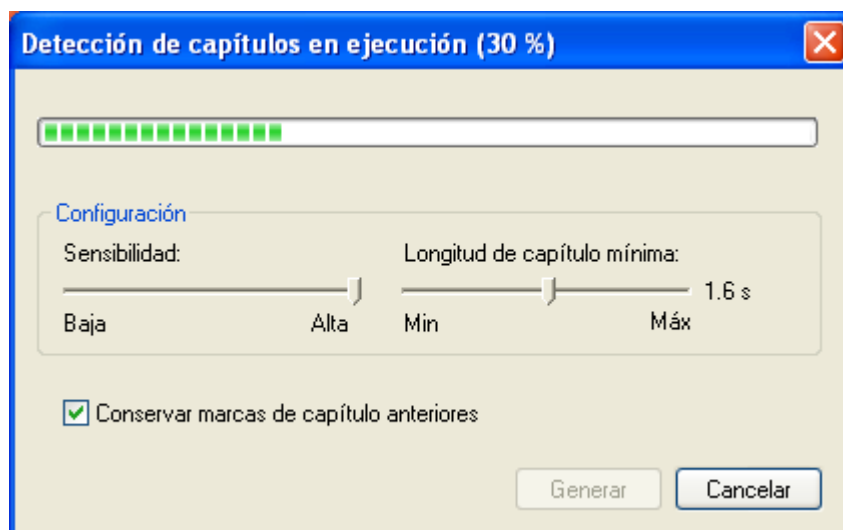 Detección de capítulos en ejecución (30 %)
Configuración
Sensibilidad:
Longitud de capítulo mínima:
1.6 s
Baja
Alta
Min
Máx
Conservar marcas de capítulo anteriores
Generar
Cancelar